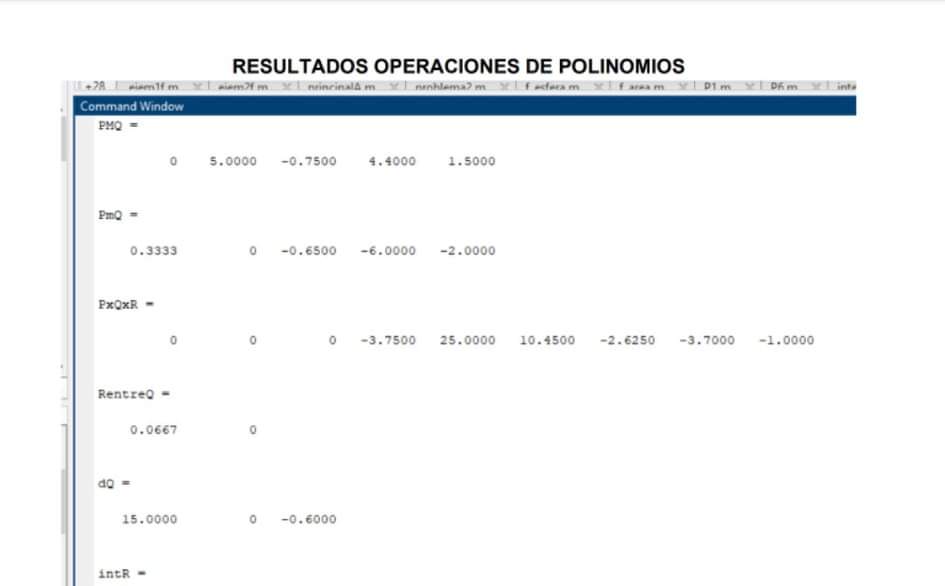 RESULTADOS OPERACIONES DE POLINOMIOS
+28 ejem1f.m principalA.m problema2.m f_esfera.m f_area.m P1.m P6.m inte
Command Window
PMQ =
0 5.0000 -0.7500 4.4000 1.5000
PmQ =
0.3333 0 -0.6500 -6.0000 -2.0000
PxQxR =
0 0 0 -3.7500 25.0000 10.4500 -2.6250 -3.7000 -1.0000
RentreQ =
0.0667 0
dQ =
15.0000 0 -0.6000
intR =